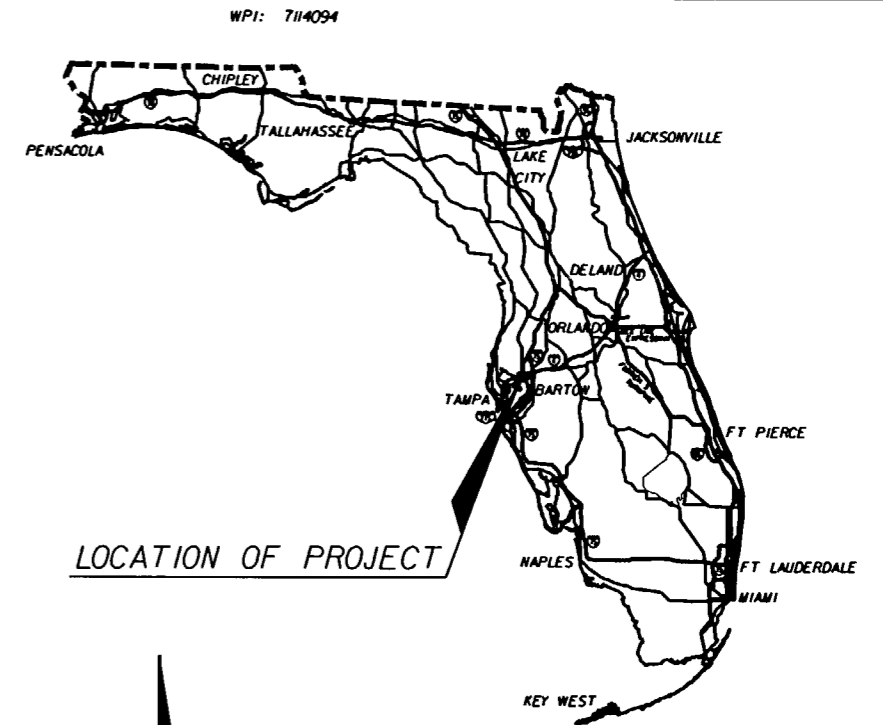 WPI: 7114094
CHIPLEY
PENSACOLA
TALLAHASSEE
JACKSONVILLE
LAKE
CITY
DELAND
ORLANDO
TAMPA
BARTOW
FT PIERCE
LOCATION OF PROJECT
NAPLES
FT LAUDERDALE
MIAMI
KEY WEST